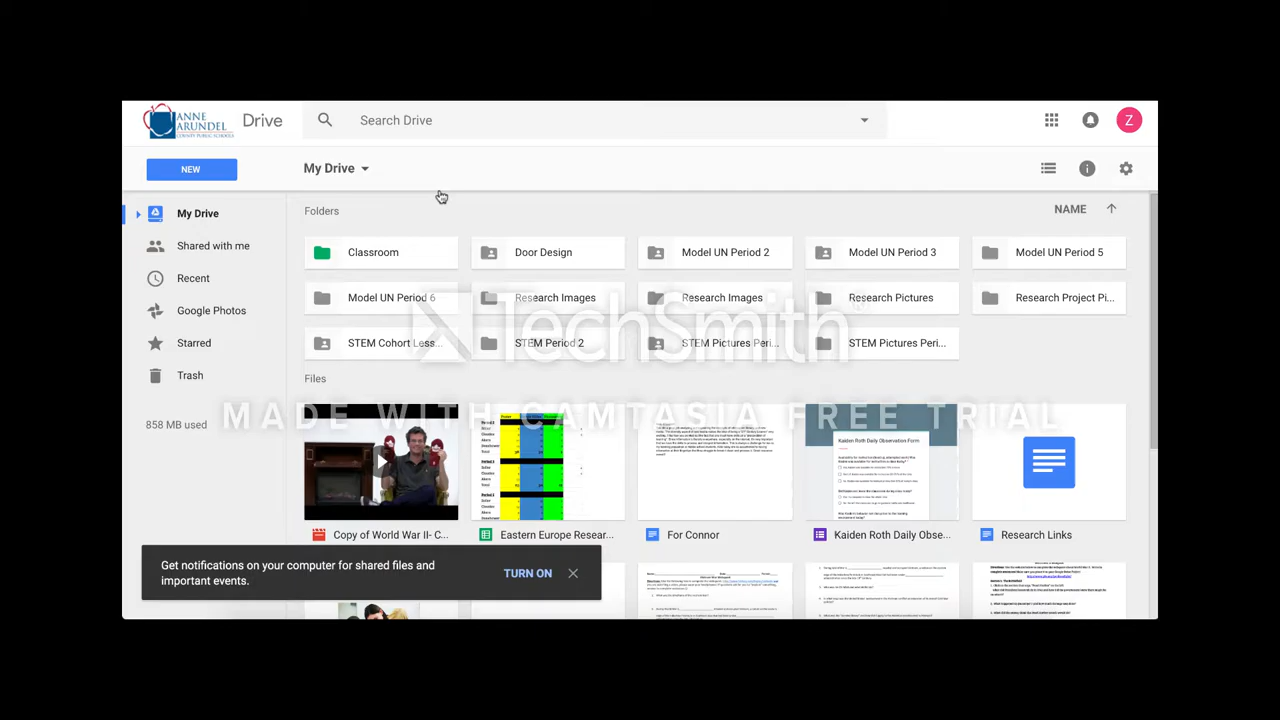 ANNE
ARUNDEL
COUNTY PUBLIC SCHOOLS
Drive
Search Drive
Z
NEW
My Drive
My Drive
Shared with me
Recent
Google Photos
Starred
Trash
858 MB used
Folders
NAME
Classroom
Door Design
Model UN Period 2
Model UN Period 3
Model UN Period 5
Model UN Period 6
Research Images
Research Images
Research Pictures
Research Project Pi...
STEM Cohort Less...
STEM Period 2
STEM Pictures Peri...
STEM Pictures Peri...
TechSmith
MADE WITH CAMTASIA FREE TRIAL
Files
Kaiden Roth Daily Observation Form
Copy of World War II- C...
Eastern Europe Resear...
For Connor
Kaiden Roth Daily Obse...
Research Links
Get notifications on your computer for shared files and
important events.
TURN ON